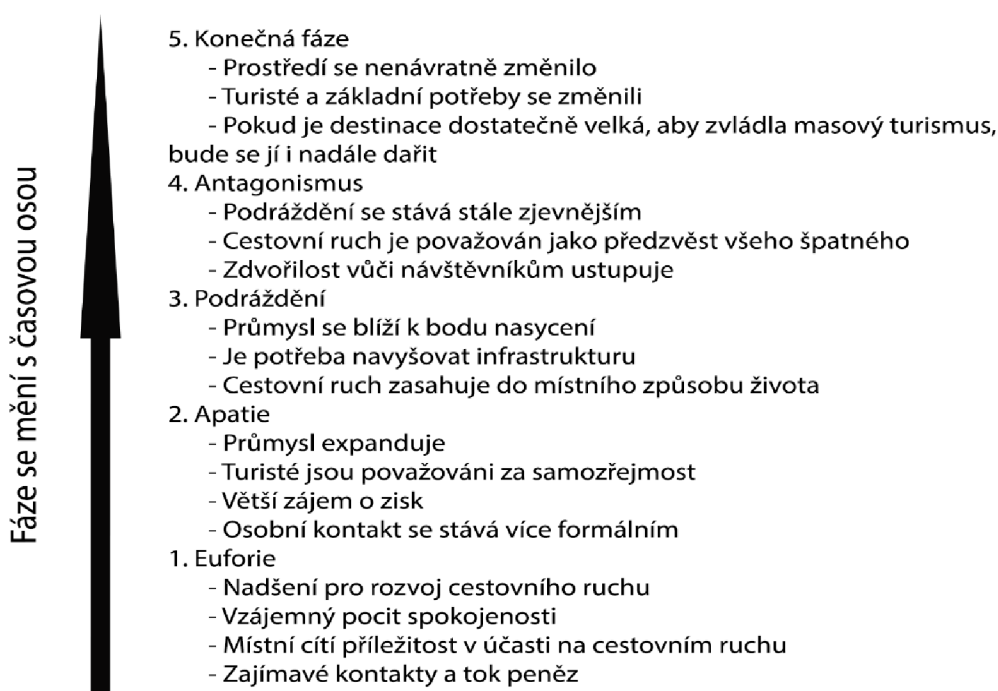 Fáze se mění s časovou osou
5. Konečná fáze
- Prostředí se nenávratně změnilo
- Turisté a základní potřeby se změnili
- Pokud je destinace dostatečně velká, aby zvládla masový turismus,
bude se jí i nadále dařit
4. Antagonismus
- Podráždění se stává stále zjevnějším
- Cestovní ruch je považován jako předzvěst všeho špatného
- Zdvořilost vůči návštěvníkům ustupuje
3. Podráždění
- Průmysl se blíží k bodu nasycení
- Je potřeba navyšovat infrastrukturu
- Cestovní ruch zasahuje do místního způsobu života
2. Apatie
- Průmysl expanduje
- Turisté jsou považováni za samozřejmost
- Větší zájem o zisk
- Osobní kontakt se stává více formálním
1. Euforie
- Nadšení pro rozvoj cestovního ruchu
- Vzájemný pocit spokojenosti
- Místní cítí příležitost v účasti na cestovním ruchu
- Zajímavé kontakty a tok peněz